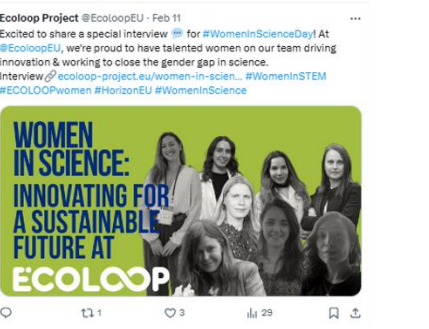 Ecoloop Project @EcoloopEU · Feb 11
Excited to share a special interview 💬 for #WomenInScienceDay! At
@EcoloopEU, we're proud to have talented women on our team driving
innovation & working to close the gender gap in science.
Interview🔗ecoloop-project.eu/women-in-scien... #WomenInSTEM
#ECOLOOPwomen #HorizonEU #WomenInScience
WOMEN
IN SCIENCE:
INNOVATING FOR
A SUSTAINABLE
FUTURE AT
ECOLOOP
1
3
29